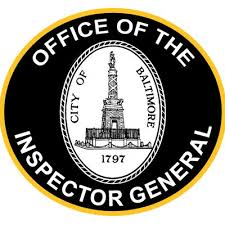 OFFICE OF THE
INSPECTOR GENERAL
CITY OF
BALTIMORE
1797